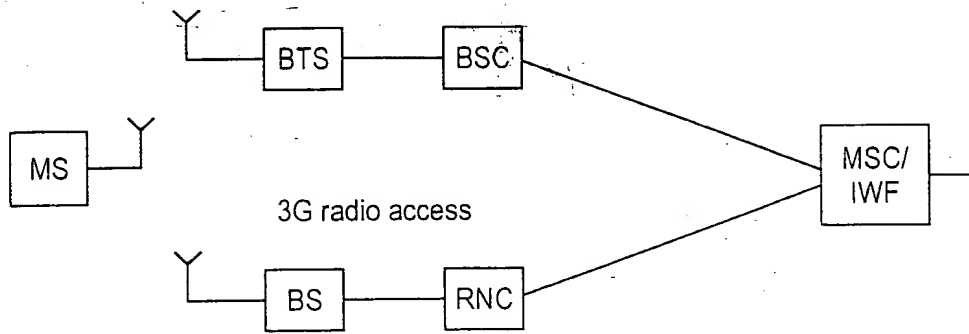 BTS
BSC
MS
MSC/
IWF
3G radio access
BS
RNC